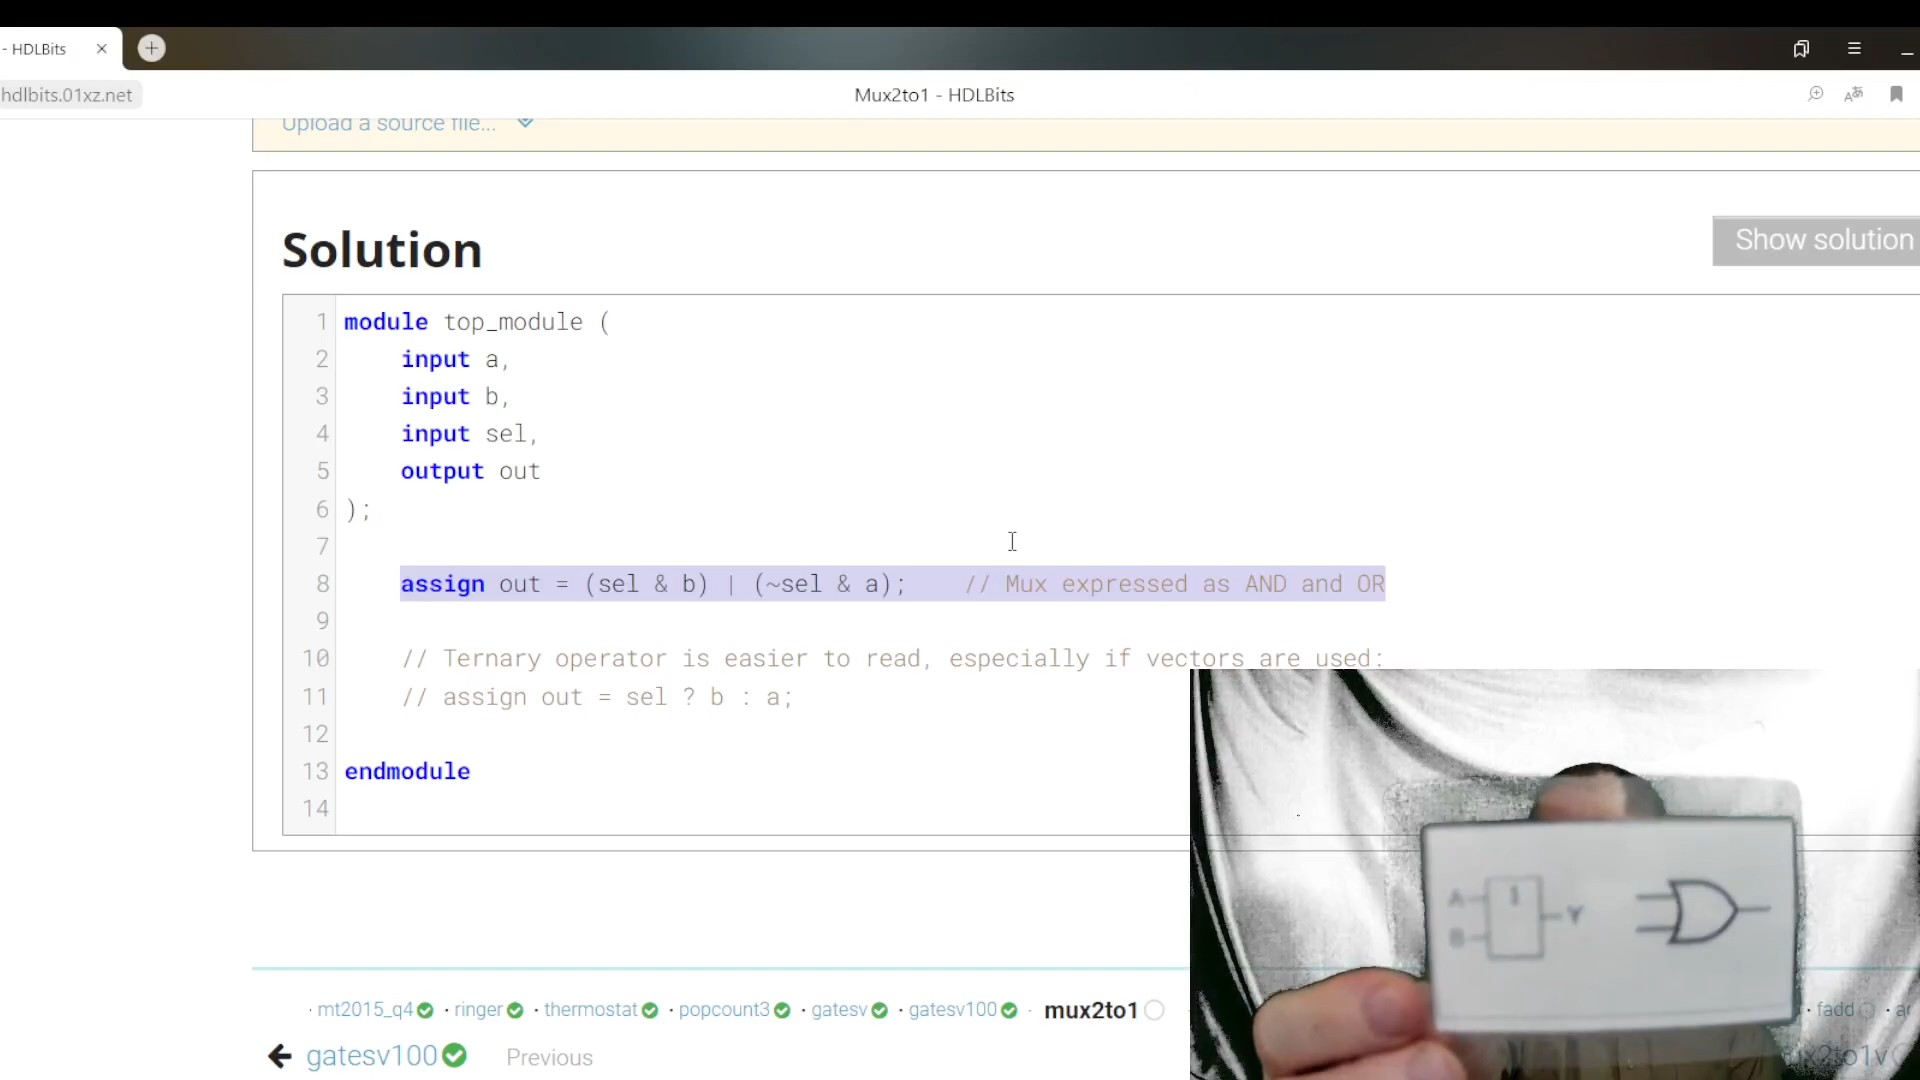 - HDLBits
hdlbits.01xz.net
Mux2to1 - HDLBits
Upload a source file...
Solution
Show solution
1 module top_module (
2 input a,
3 input b,
4 input sel,
5 output out
6 );
7
8 assign out = (sel & b) | (~sel & a); // Mux expressed as AND and OR
9
10 // Ternary operator is easier to read, especially if vectors are used:
11 // assign out = sel ? b : a;
12
13 endmodule
14
A 1 Y
B
· mt2015_q4 · ringer · thermostat · popcount3 · gatesv · gatesv100 · mux2to1 · fadd
gatesv100 Previous